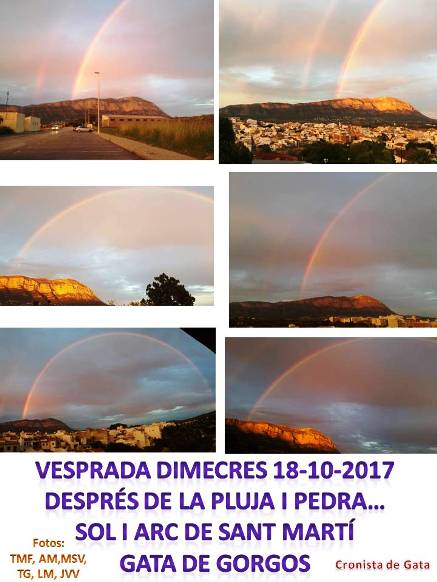 VESPRADA DIMECRES 18-10-2017
DESPRÉS DE LA PLUJA I PEDRA...
SOL I ARC DE SANT MARTÍ
GATA DE GORGOS
Fotos:
TMF, AM,MSV,
TG, LM, JVV
Cronista de Gata